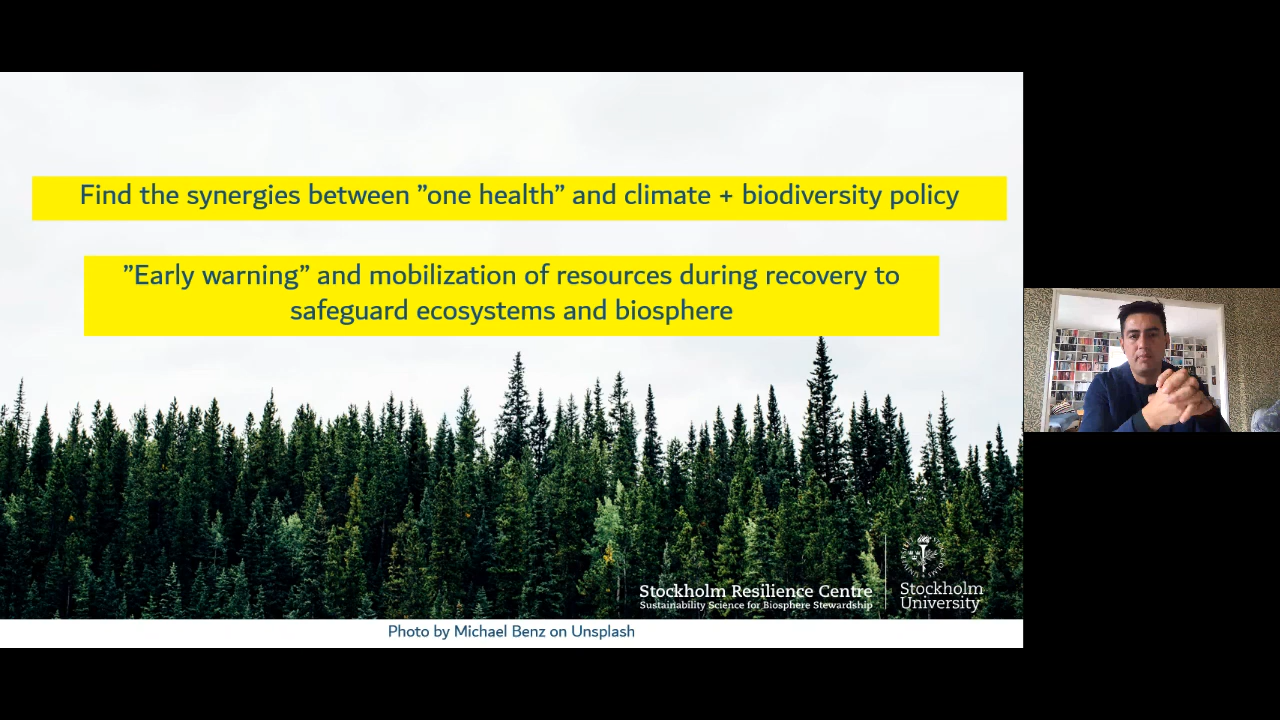 Find the synergies between ”one health” and climate + biodiversity policy
”Early warning” and mobilization of resources during recovery to
safeguard ecosystems and biosphere
Stockholm Resilience Centre
Sustainability Science for Biosphere Stewardship
Stockholm
University
Photo by Michael Benz on Unsplash